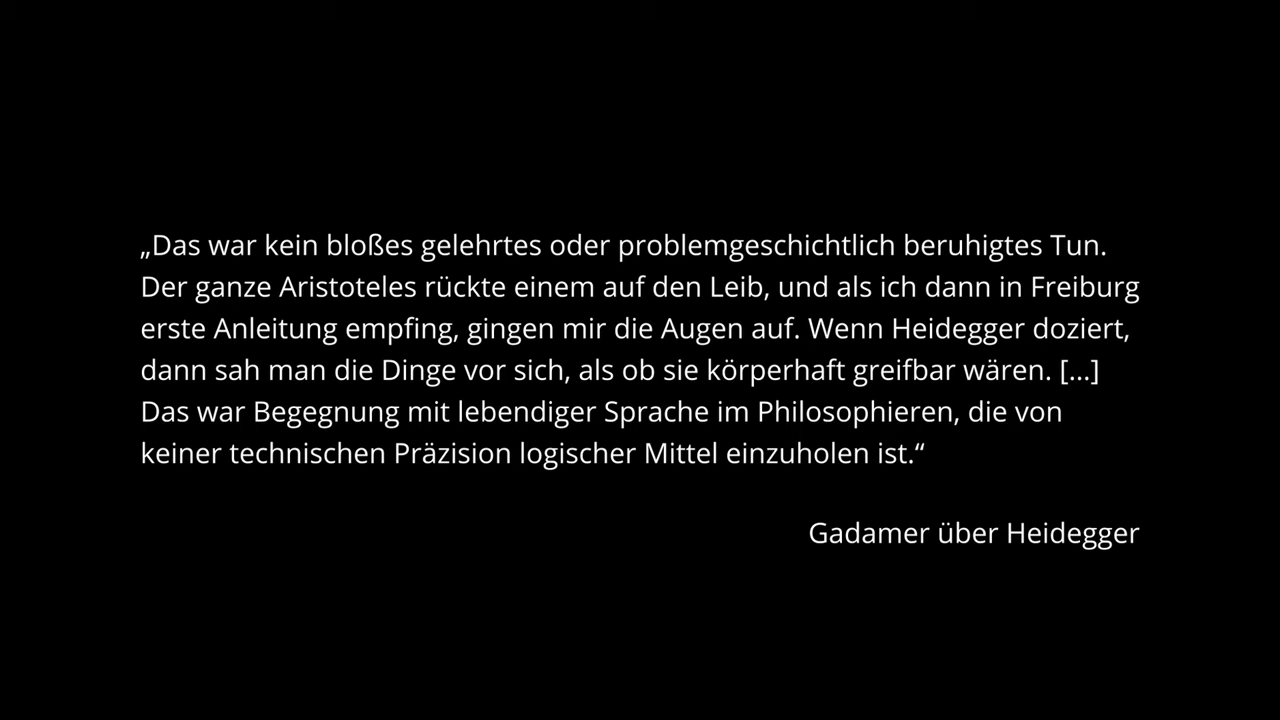 „Das war kein bloßes gelehrtes oder problemgeschichtlich beruhigtes Tun.
Der ganze Aristoteles rückte einem auf den Leib, und als ich dann in Freiburg
erste Anleitung empfing, gingen mir die Augen auf. Wenn Heidegger doziert,
dann sah man die Dinge vor sich, als ob sie körperhaft greifbar wären. [...]
Das war Begegnung mit lebendiger Sprache im Philosophieren, die von
keiner technischen Präzision logischer Mittel einzuholen ist.“
Gadamer über Heidegger